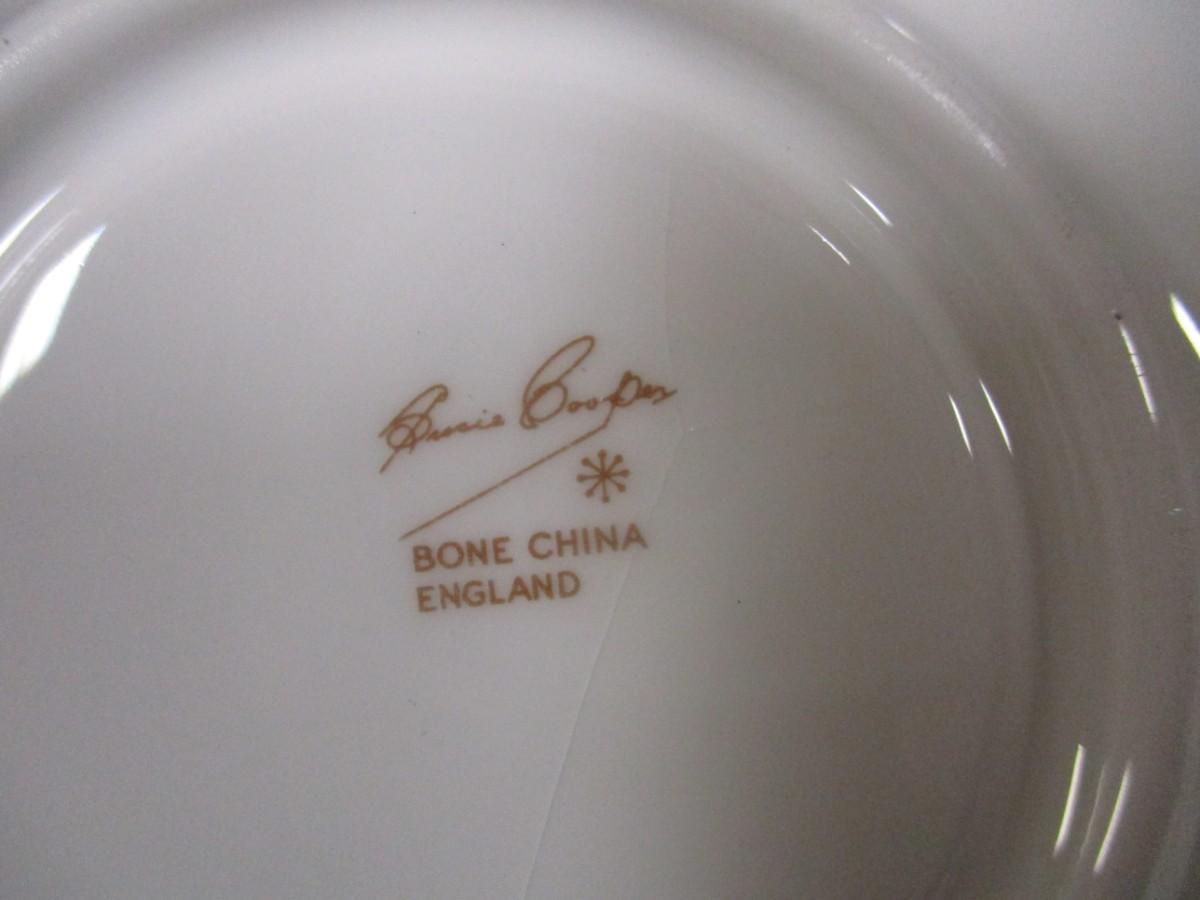 Susie Cooper
BONE CHINA
ENGLAND